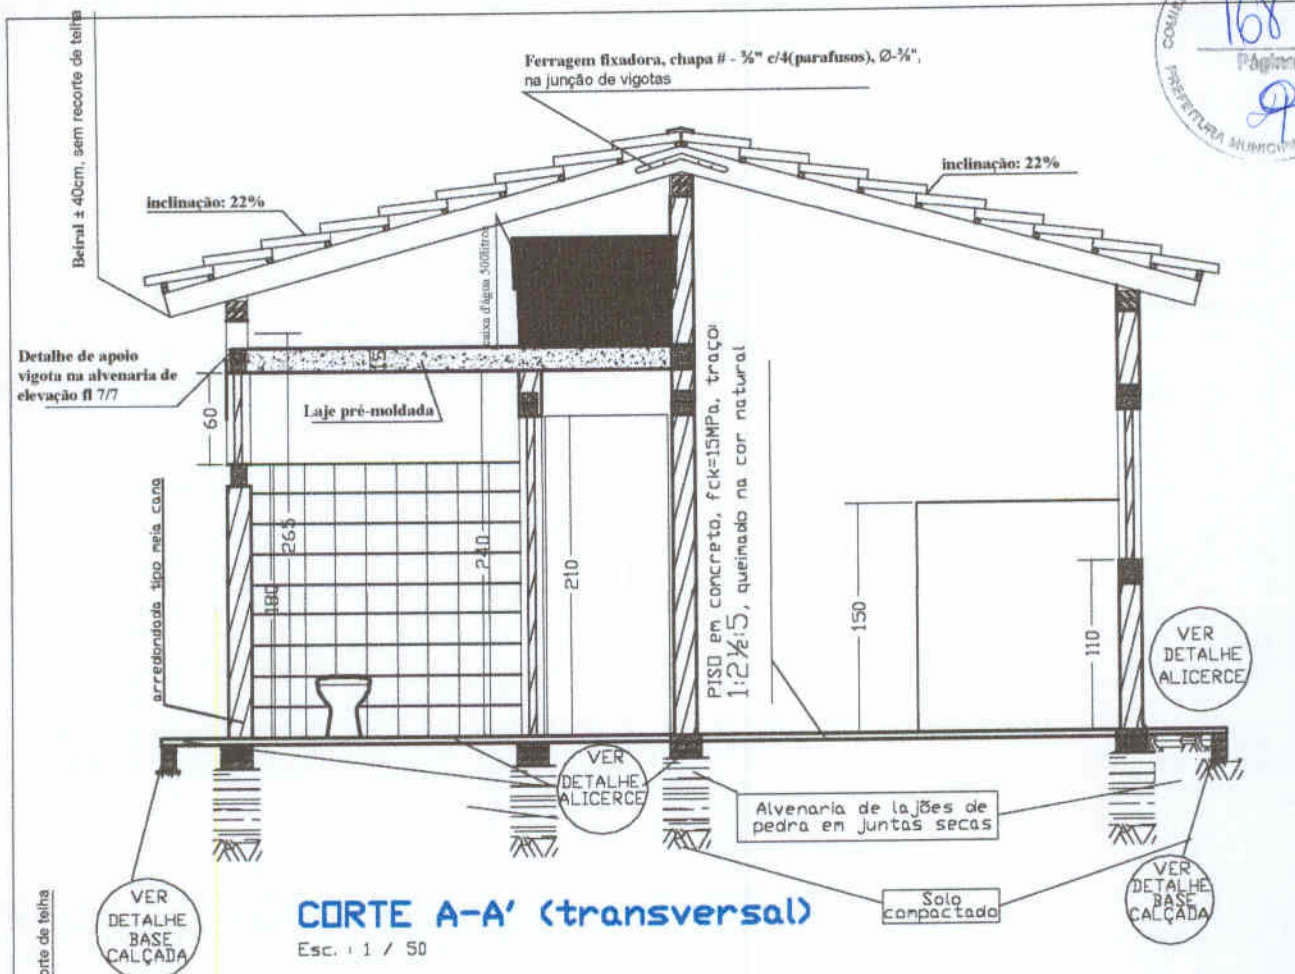 168
Página
PREFEITURA MUNICIP
Beiral ± 40cm, sem recorte de telha
Ferragem fixadora, chapa # - ⅜" c/4(parafusos), Ø-⅜",
na junção de vigotas
inclinação: 22%
inclinação: 22%
caixa d'água 500litros
Detalhe de apoio
vigota na alvenaria de
elevação fl 7/7
15
Laje pré-moldada
60
265
180
240
210
150
110
arredondado tipo meia cana
PISO em concreto, fck=15MPa, traço:
1:2½:5, queimado na cor natural
VER
DETALHE
ALICERCE
VER
DETALHE
ALICERCE
Alvenaria de lajões de
pedra em juntas secas
Solo
compactado
VER
DETALHE
BASE
CALÇADA
VER
DETALHE
BASE
CALÇADA
CORTE A-A' (transversal)
Esc. : 1 / 50
orte de telha